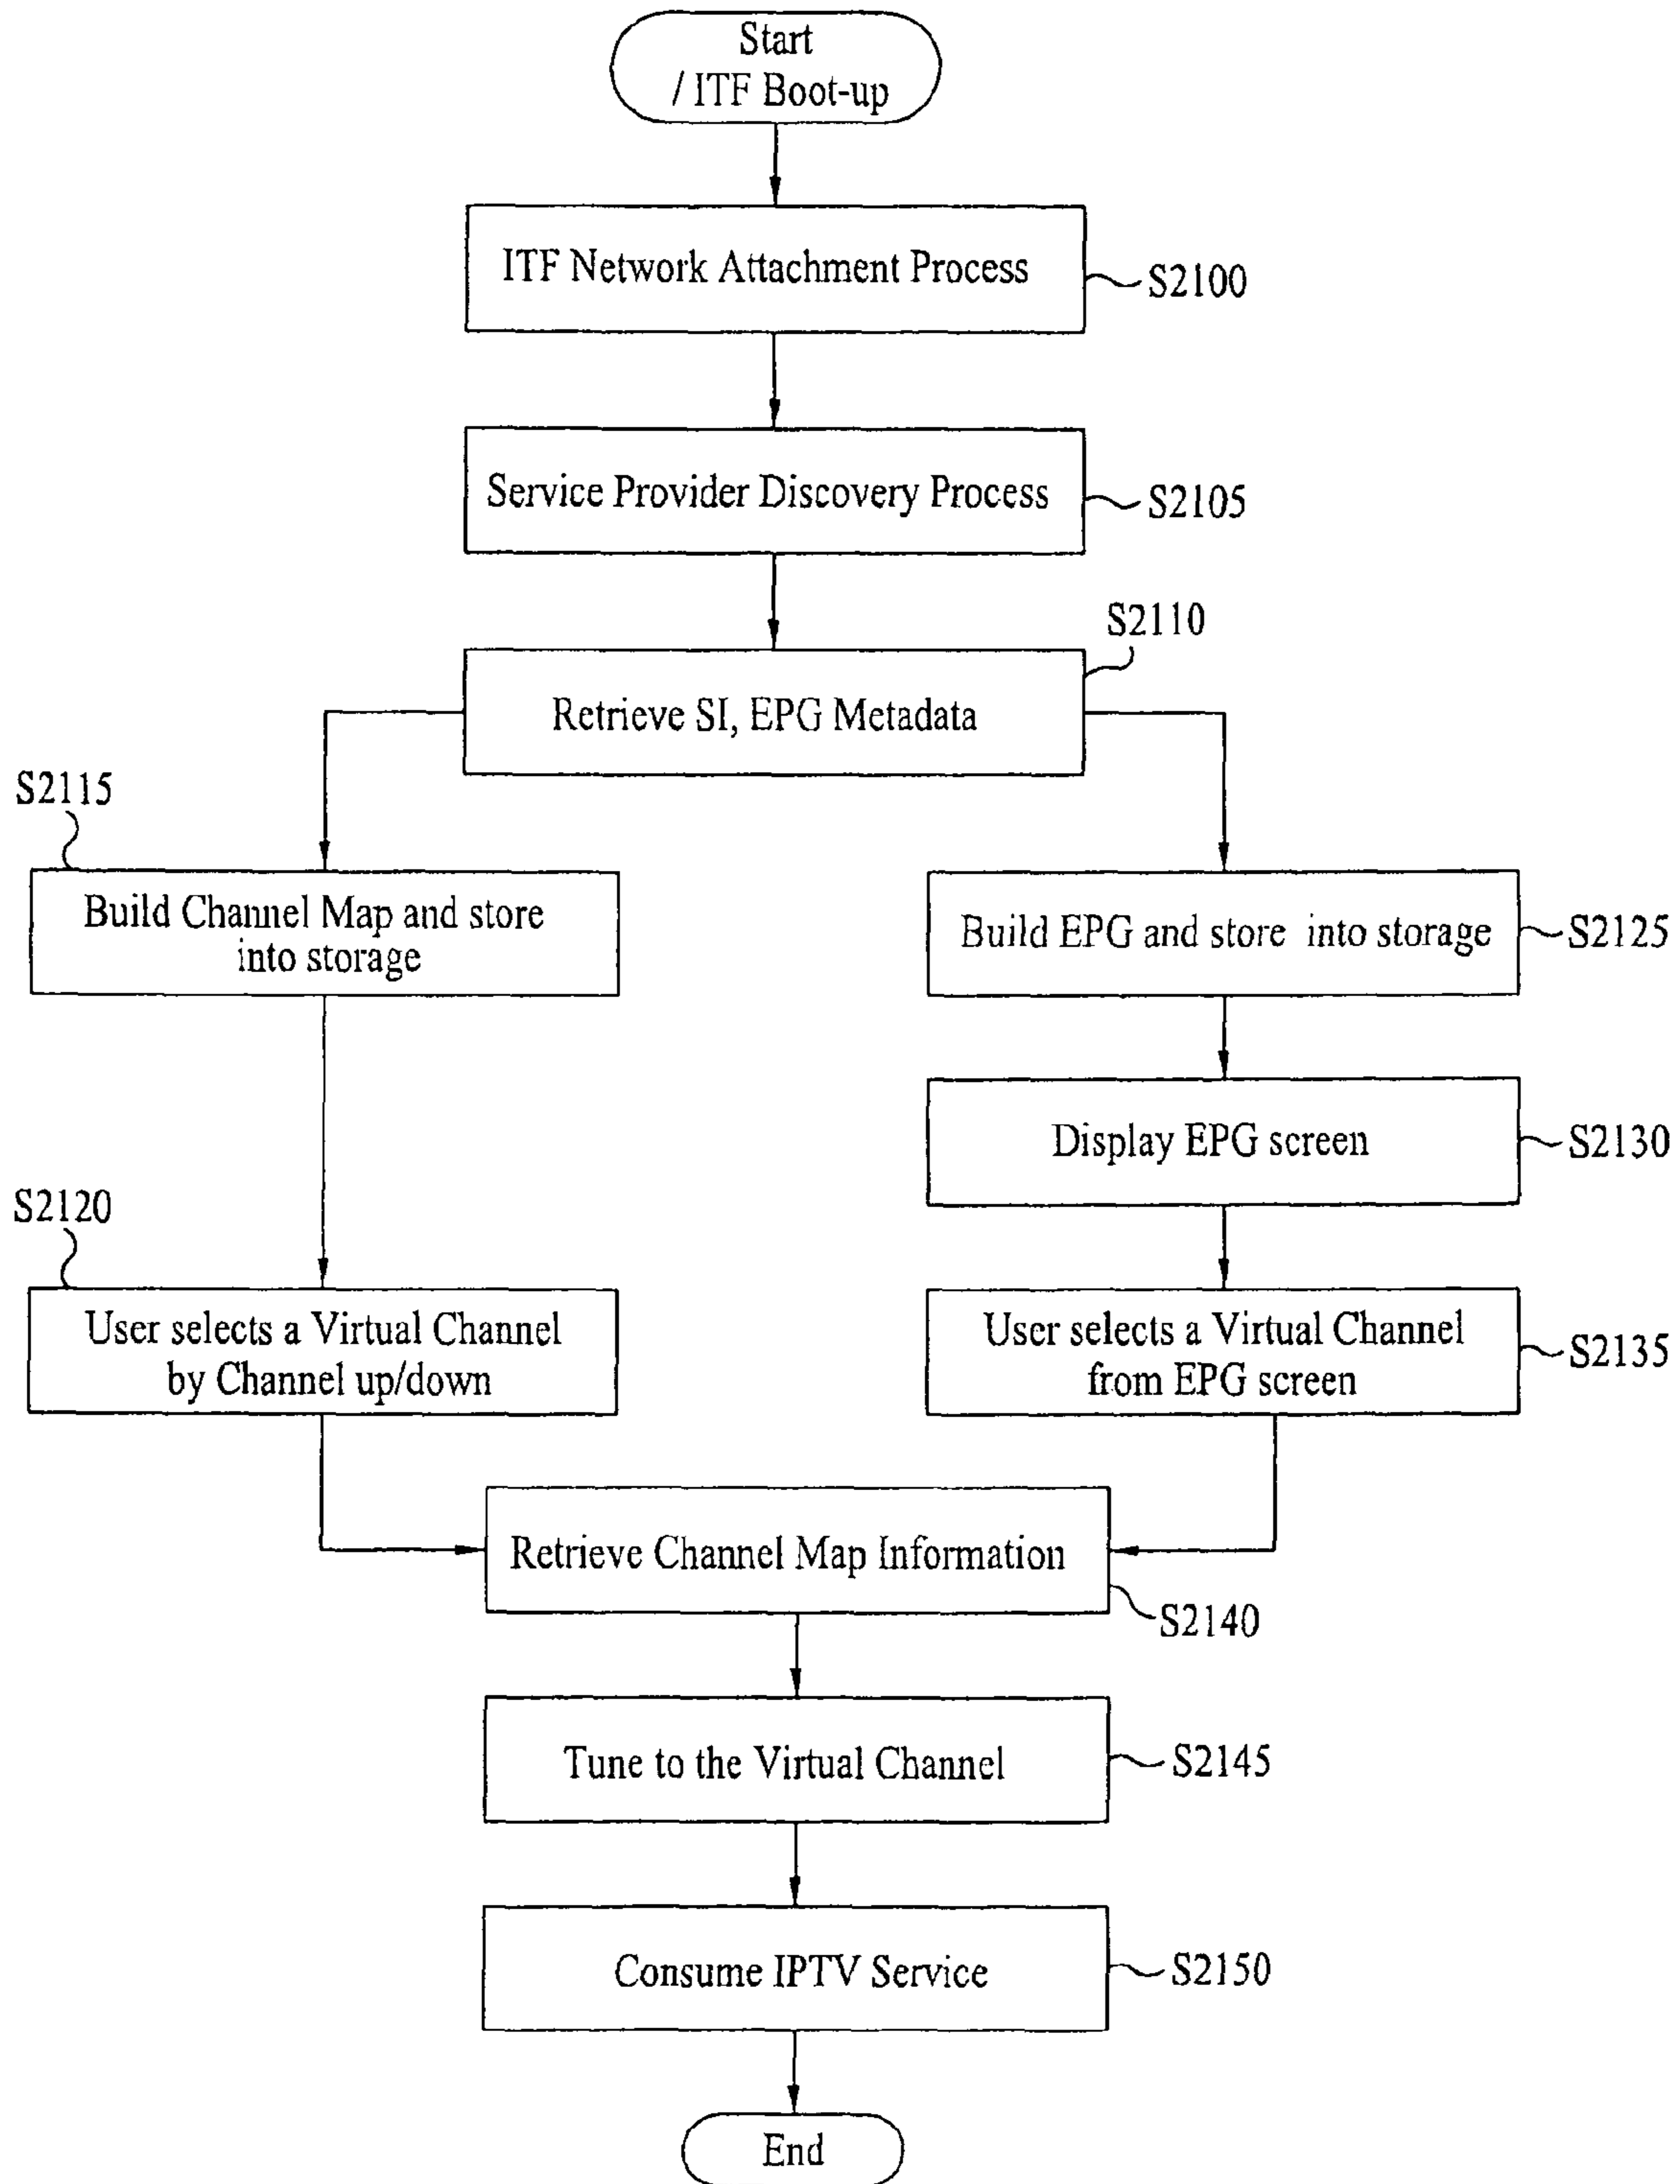 Start
/ ITF Boot-up
ITF Network Attachment Process
S2100
Service Provider Discovery Process
S2105
S2110
Retrieve SI, EPG Metadata
S2115
Build Channel Map and store
into storage
Build EPG and store into storage
S2125
Display EPG screen
S2130
S2120
User selects a Virtual Channel
by Channel up/down
User selects a Virtual Channel
from EPG screen
S2135
Retrieve Channel Map Information
S2140
Tune to the Virtual Channel
S2145
Consume IPTV Service
S2150
End